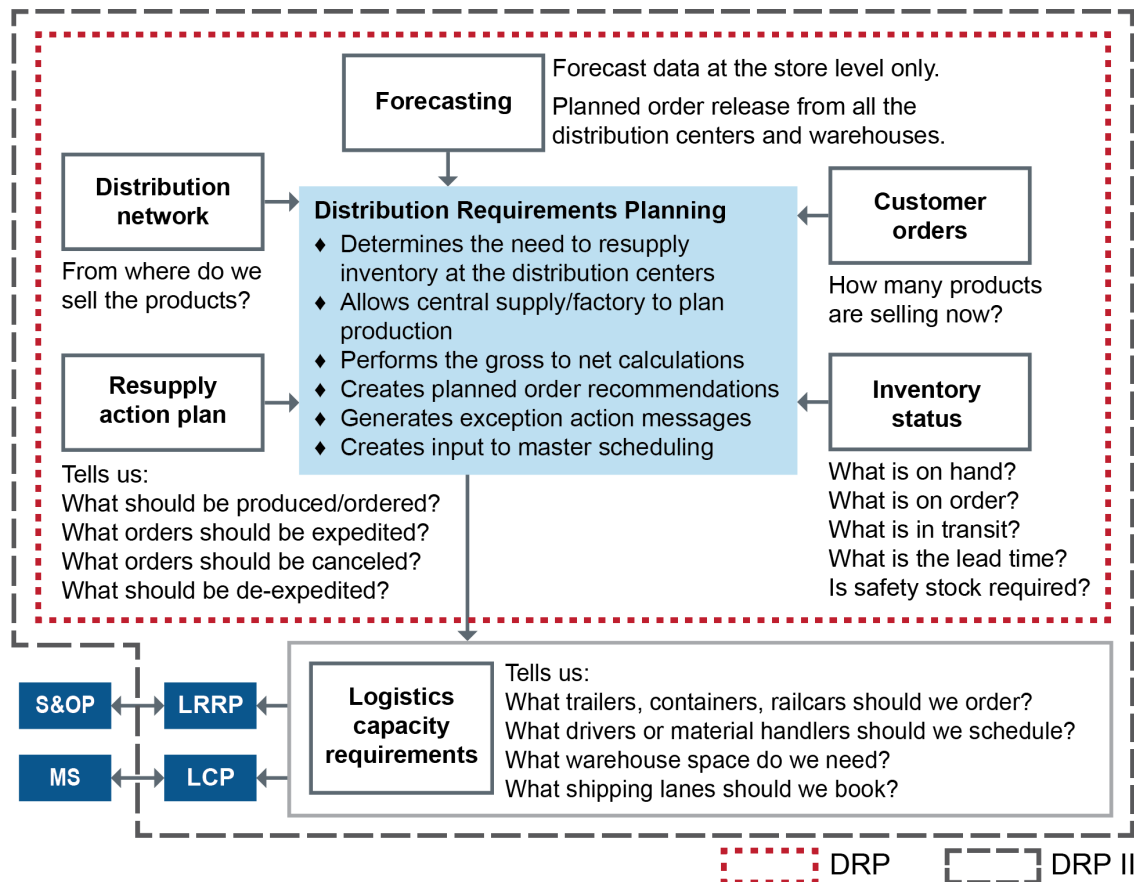 Forecasting
Forecast data at the store level only.
Planned order release from all the
distribution centers and warehouses.
Distribution
network
From where do we
sell the products?
Distribution Requirements Planning
♦ Determines the need to resupply
inventory at the distribution centers
♦ Allows central supply/factory to plan
production
♦ Performs the gross to net calculations
♦ Creates planned order recommendations
♦ Generates exception action messages
♦ Creates input to master scheduling
Customer
orders
How many products
are selling now?
Resupply
action plan
Tells us:
What should be produced/ordered?
What orders should be expedited?
What orders should be canceled?
What should be de-expedited?
Inventory
status
What is on hand?
What is on order?
What is in transit?
What is the lead time?
Is safety stock required?
S&OP
LRRP
MS
LCP
Logistics
capacity
requirements
Tells us:
What trailers, containers, railcars should we order?
What drivers or material handlers should we schedule?
What warehouse space do we need?
What shipping lanes should we book?
DRP
DRP II